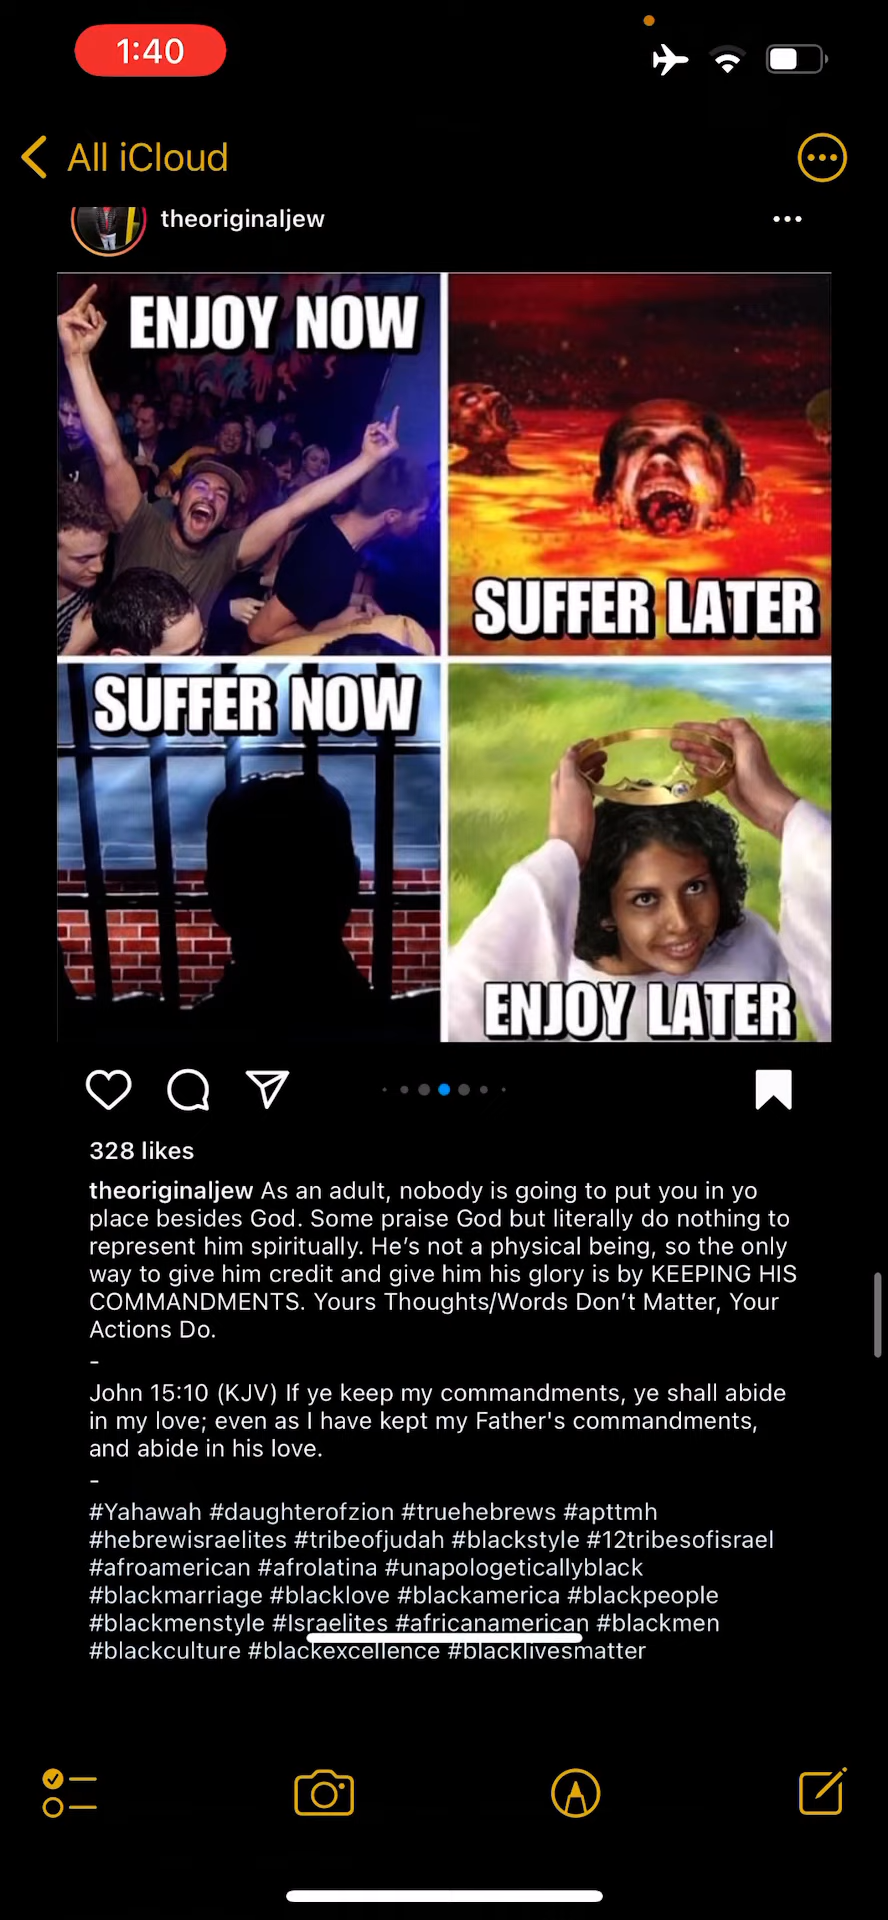 1:40
All iCloud
theoriginaljew
ENJOY NOW
SUFFER LATER
SUFFER NOW
ENJOY LATER
328 likes
theoriginaljew As an adult, nobody is going to put you in yo
place besides God. Some praise God but literally do nothing to
represent him spiritually. He's not a physical being, so the only
way to give him credit and give him his glory is by KEEPING HIS
COMMANDMENTS. Yours Thoughts/Words Don't Matter, Your
Actions Do.
-
John 15:10 (KJV) If ye keep my commandments, ye shall abide
in my love; even as I have kept my Father's commandments,
and abide in his love.
-
#Yahawah #daughterofzion #truehebrews #apttmh
#hebrewisraelites #tribeofjudah #blackstyle #12tribesofisrael
#afroamerican #afrolatina #unapologeticallyblack
#blackmarriage #blacklove #blackamerica #blackpeople
#blackmenstyle #Israelites #africanamerican #blackmen
#blackculture #blackexcellence #blacklivesmatter